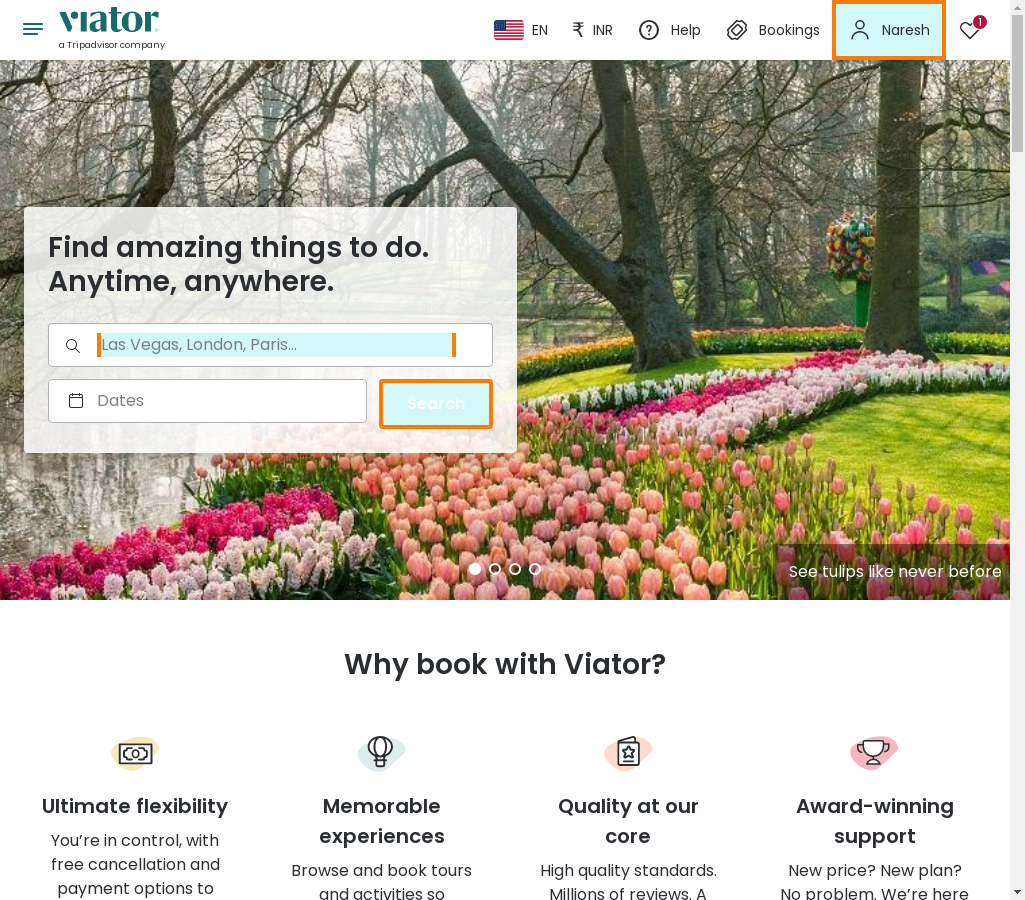 viator
a Tripadvisor company
EN
₹ INR
Help
Bookings
Naresh
1
Find amazing things to do.
Anytime, anywhere.
Las Vegas, London, Paris...
Dates
Search
See tulips like never before
Why book with Viator?
Ultimate flexibility
You’re in control, with
free cancellation and
payment options to
Memorable
experiences
Browse and book tours
and activities so
Quality at our
core
High quality standards.
Millions of reviews. A
Award-winning
support
New price? New plan?
No problem. We’re here